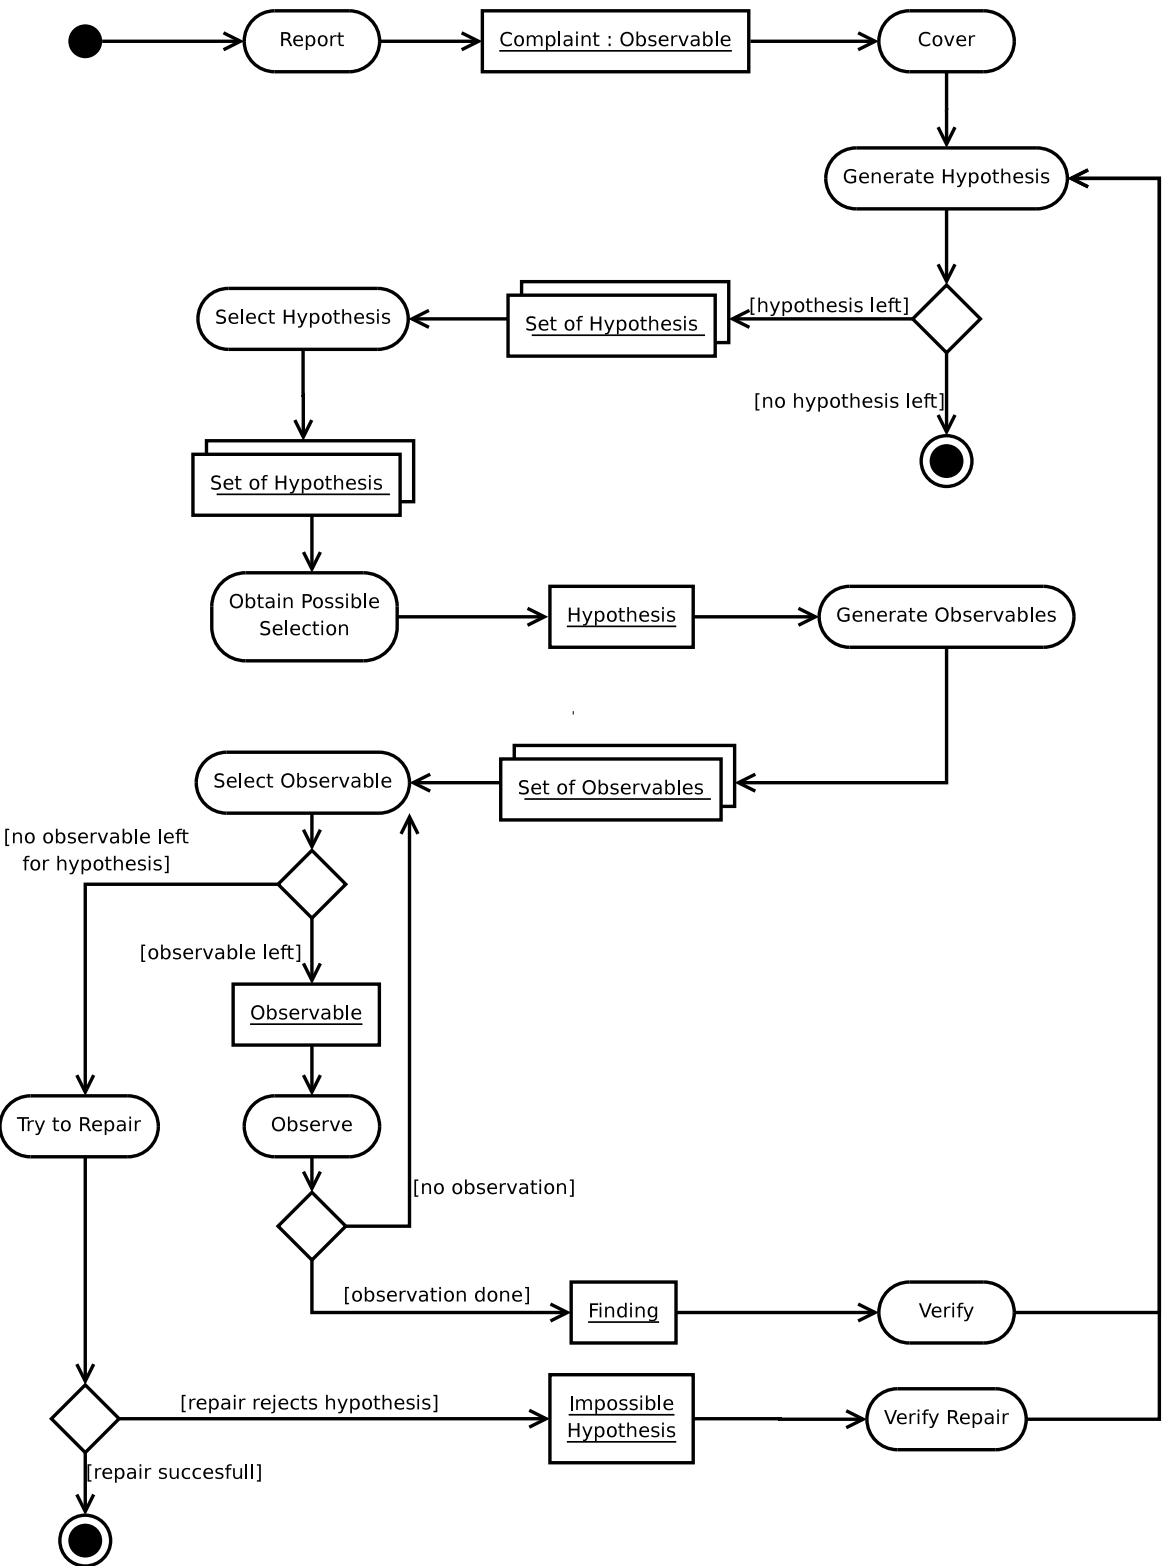 Report
Complaint : Observable
Cover
Generate Hypothesis
[hypothesis left]
Set of Hypothesis
Select Hypothesis
[no hypothesis left]
Set of Hypothesis
Obtain Possible
Selection
Hypothesis
Generate Observables
Set of Observables
Select Observable
[no observable left
for hypothesis]
[observable left]
Observable
Try to Repair
Observe
[no observation]
[observation done]
Finding
Verify
[repair rejects hypothesis]
Impossible
Hypothesis
Verify Repair
[repair succesfull]